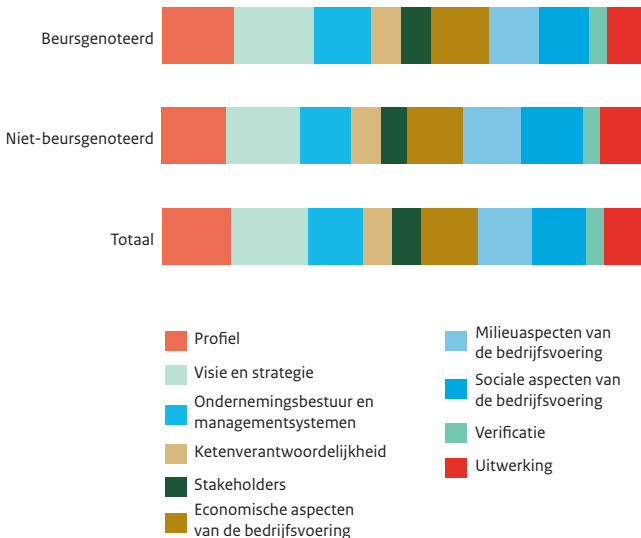 Beursgenoteerd
Niet-beursgenoteerd
Totaal
Profiel
Visie en strategie
Ondernemingsbestuur en
managementsystemen
Ketenverantwoordelijkheid
Stakeholders
Economische aspecten
van de bedrijfsvoering
Milieuaspecten van
de bedrijfsvoering
Sociale aspecten van
de bedrijfsvoering
Verificatie
Uitwerking